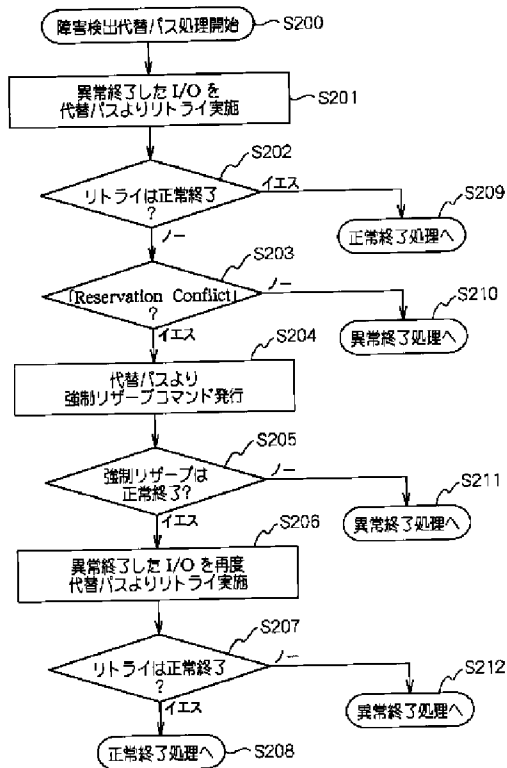 障害検出代替パス処理開始
S200
異常終了した I/O を
代替パスよりリトライ実施
S201
S202
リトライは正常終了
?
イエス
S209
正常終了処理へ
ノー
S203
「Reservation Conflict」
?
ノー
S210
異常終了処理へ
イエス
S204
代替パスより
強制リザーブコマンド発行
S205
強制リザーブは
正常終了?
ノー
S211
異常終了処理へ
イエス
S206
異常終了した I/O を再度
代替パスよりリトライ実施
S207
リトライは正常終了
?
ノー
S212
異常終了処理へ
イエス
正常終了処理へ
S208